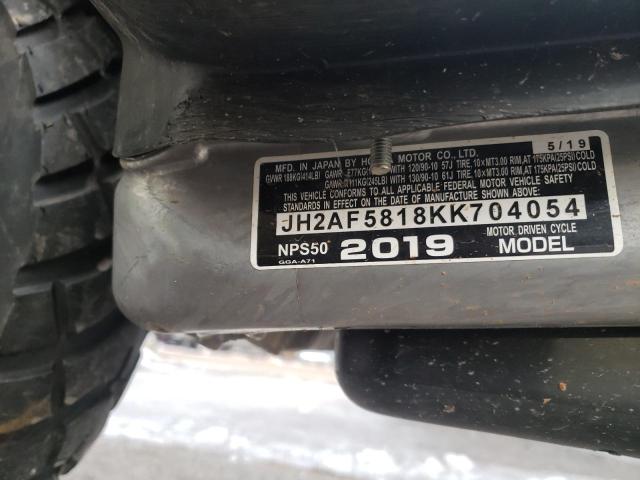 5/19
MFD. IN JAPAN BY HONDA MOTOR CO., LTD.
GVWR 188KG(414LB) GAWR F77KG WITH 120/90-10 57J TIRE, 10×MT3.00 RIM,AT 175KPA(25PSI)COLD
GAWR R111KG(245LB) WITH 130/90-10 61J TIRE, 10×MT3.00 RIM,AT 175KPA(25PSI)COLD
THIS VEHICLE CONFORMS TO ALL APPLICABLE FEDERAL MOTOR VEHICLE SAFETY
STANDARDS IN EFFECT ON THE DATE OF MANUFACTURE SHOWN ABOVE.
JH2AF5818KK704054
NPS50 2019 MOTOR DRIVEN CYCLE
GGA-A71 MODEL